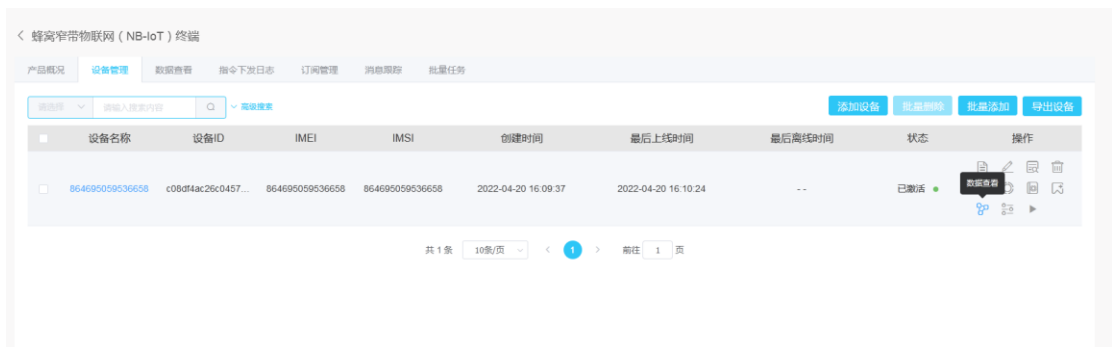 < 蜂窝窄带物联网（NB-IoT）终端
产品概况 设备管理 数据查看 指令下发日志 订阅管理 消息跟踪 批量任务
请选择 请输入搜索内容 高级搜索 添加设备 批量删除 批量添加 导出设备
设备名称 设备ID IMEI IMSI 创建时间 最后上线时间 最后离线时间 状态 操作
864695059536658 c08df4ac26c0457... 864695059536658 864695059536658 2022-04-20 16:09:37 2022-04-20 16:10:24 -- 已激活 数据查看
共 1 条 10条/页 < 1 > 前往 1 页